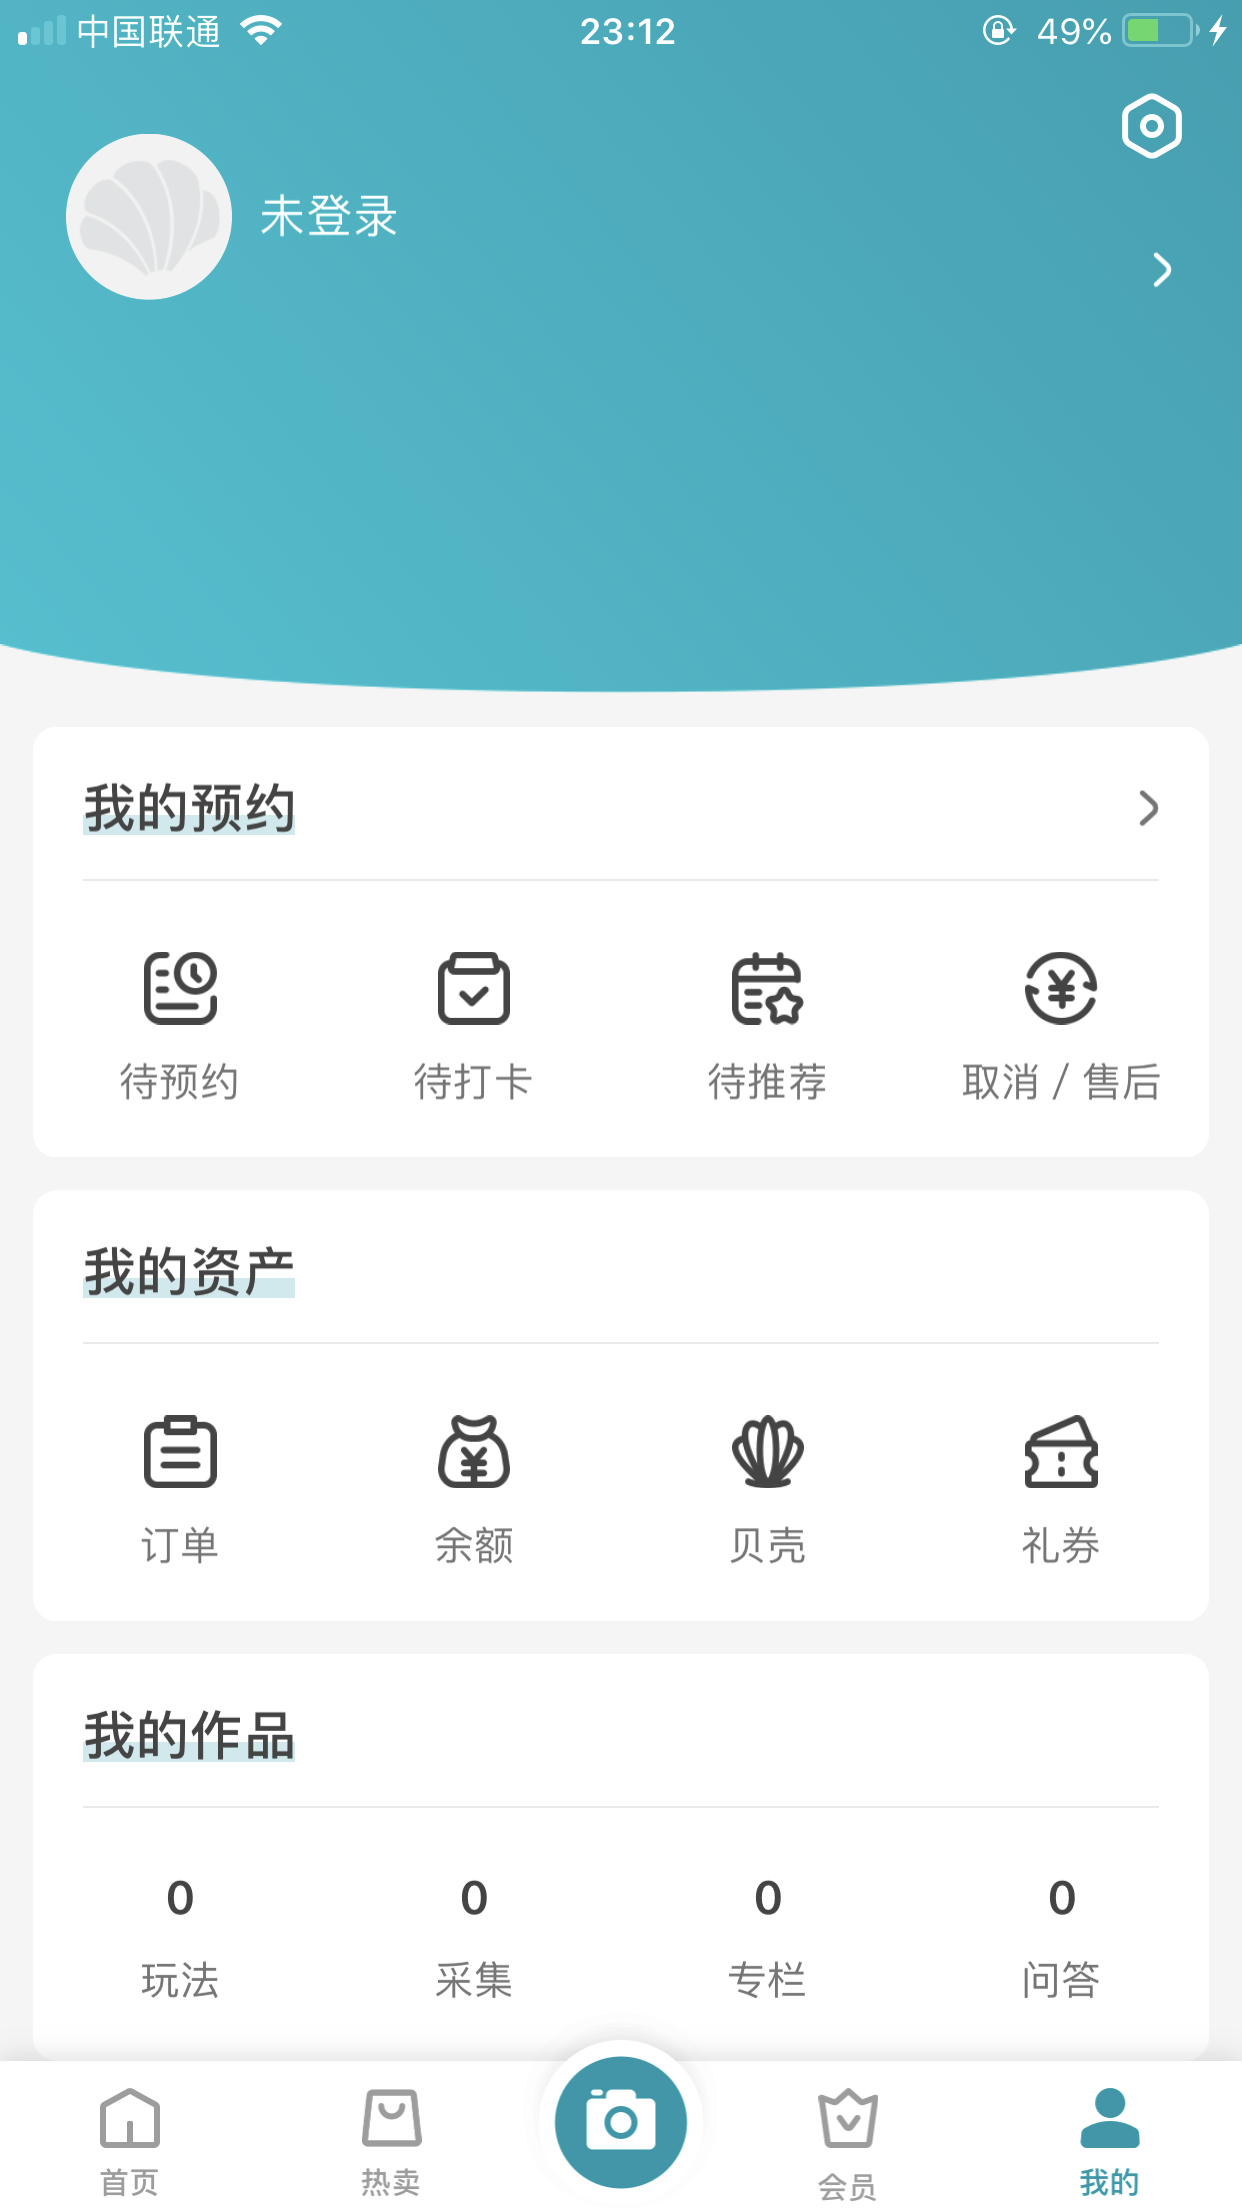 中国联通 23:12 49%
未登录
我的预约
待预约 待打卡 待推荐 取消 / 售后
我的资产
订单 余额 贝壳 礼券
我的作品
0 0 0 0
玩法 采集 专栏 问答
首页 热卖 会员 我的